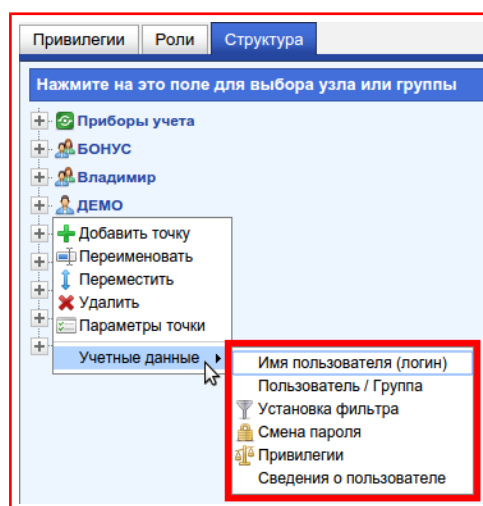 Привилегии Роли Структура
Нажмите на это поле для выбора узла или группы
Приборы учета
БОНУС
Владимир
ДЕМО
Добавить точку
Переименовать
Переместить
Удалить
Параметры точки
Учетные данные
Имя пользователя (логин)
Пользователь / Группа
Установка фильтра
Смена пароля
Привилегии
Сведения о пользователе